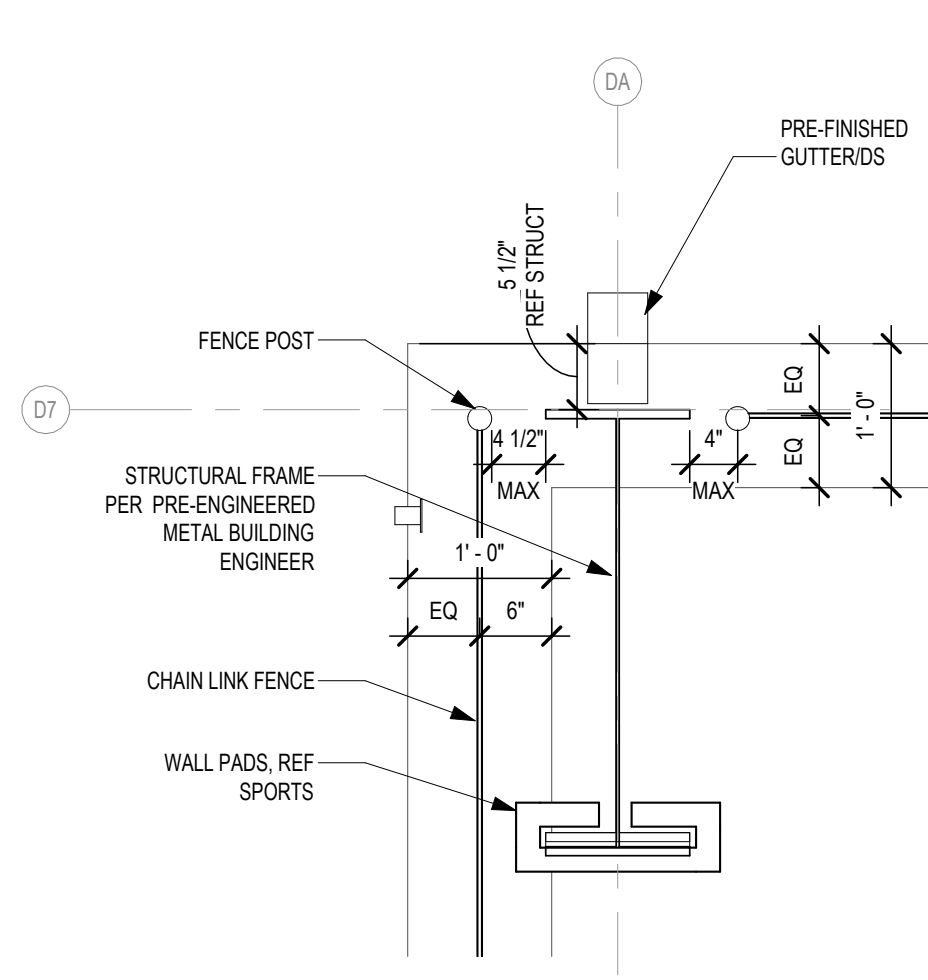 DA
PRE-FINISHED
GUTTER/DS
5 1/2"
REF STRUCT
FENCE POST
D7
EQ
EQ
1' - 0"
4 1/2"
MAX
4"
MAX
STRUCTURAL FRAME
PER PRE-ENGINEERED
METAL BUILDING
ENGINEER
1' - 0"
EQ
6"
CHAIN LINK FENCE
WALL PADS, REF
SPORTS